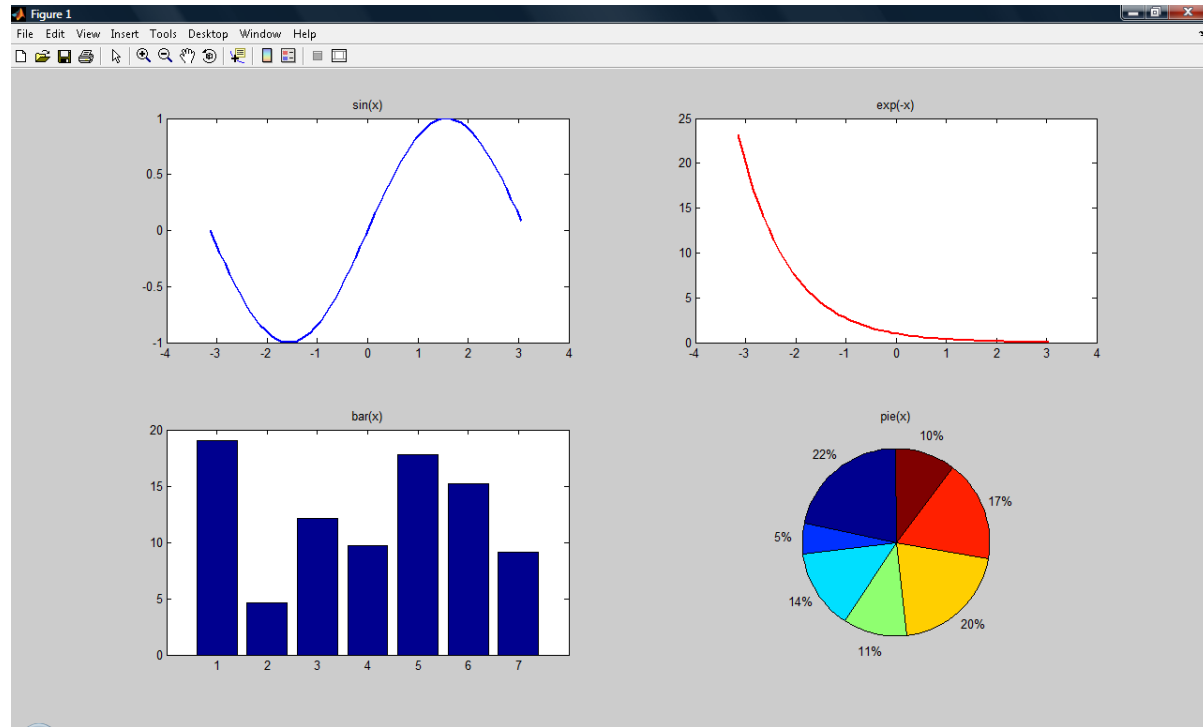 Figure 1
File Edit View Insert Tools Desktop Window Help
sin(x)
1
0.5
0
-0.5
-1
-4 -3 -2 -1 0 1 2 3 4
exp(-x)
25
20
15
10
5
0
-4 -3 -2 -1 0 1 2 3 4
bar(x)
20
15
10
5
0
1 2 3 4 5 6 7
pie(x)
10%
22%
17%
5%
14%
20%
11%